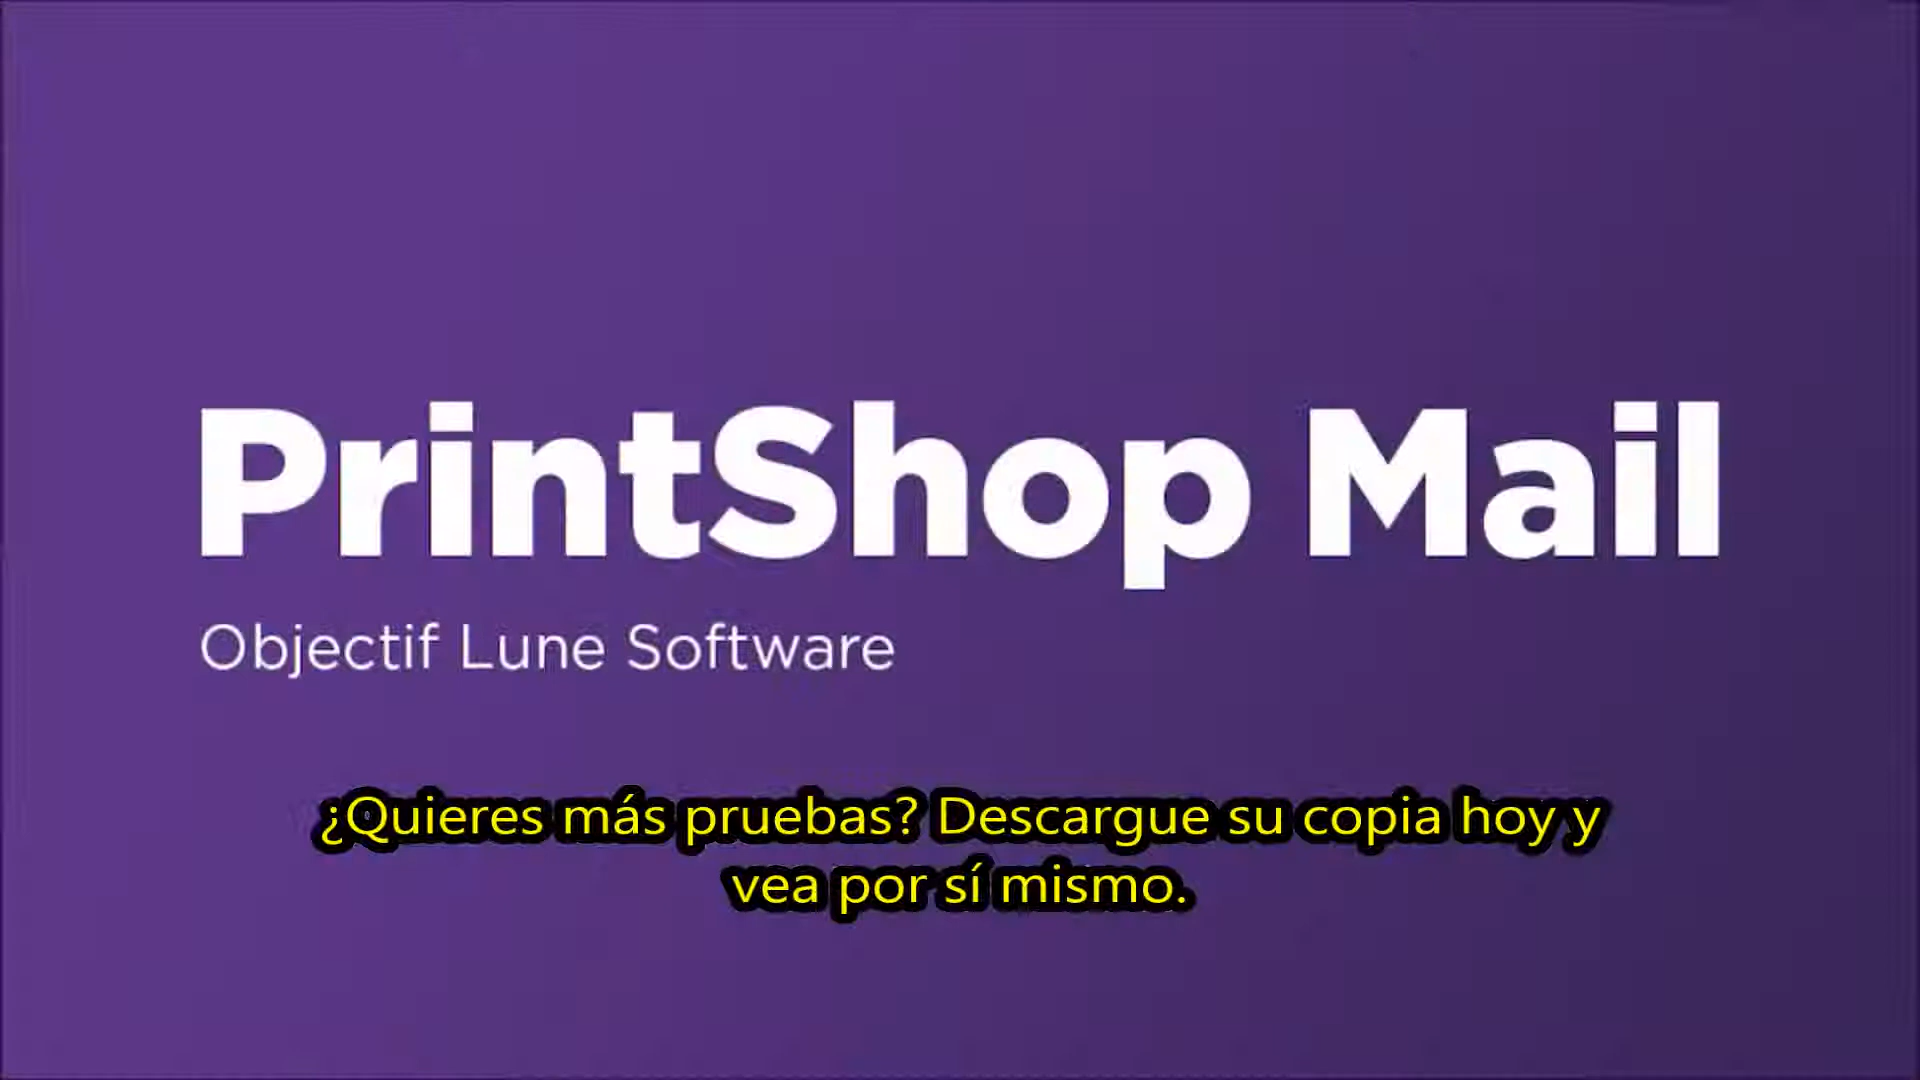 PrintShop Mail
Objectif Lune Software
¿Quieres más pruebas? Descargue su copia hoy y
vea por sí mismo.